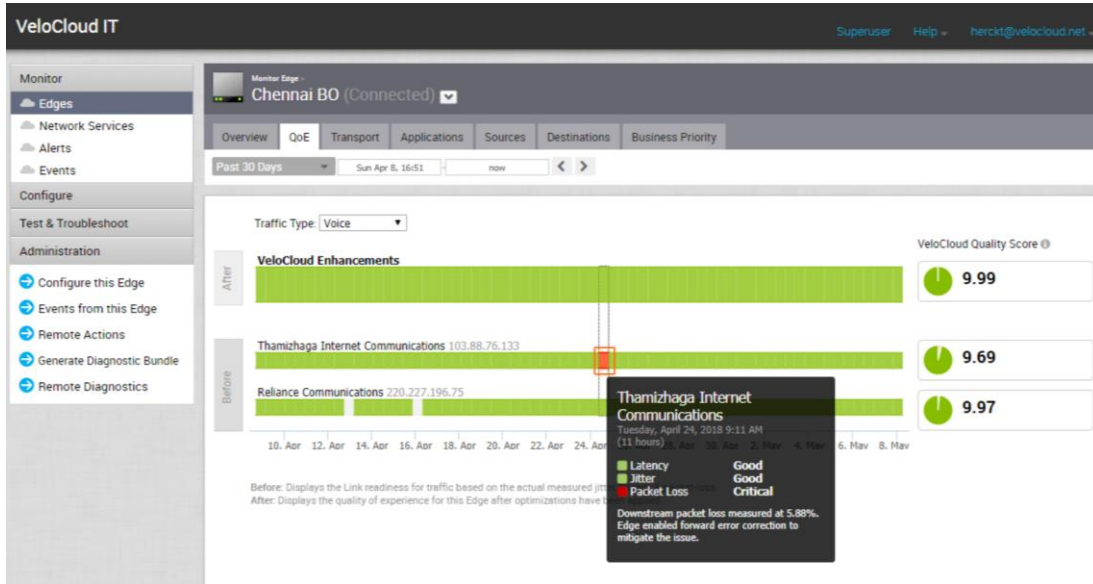 VeloCloud IT
Superuser Help herckt@velocloud.net
Monitor
Edges
Network Services
Alerts
Events
Configure
Test & Troubleshoot
Administration
Configure this Edge
Events from this Edge
Remote Actions
Generate Diagnostic Bundle
Remote Diagnostics
Monitor Edge
Chennai BO (Connected)
Overview QoE Transport Applications Sources Destinations Business Priority
Past 30 Days Sun Apr 8, 16:51 - now
Traffic Type: Voice
VeloCloud Quality Score
After
VeloCloud Enhancements
9.99
Before
Thamizhaga Internet Communications 103.88.76.133
9.69
Reliance Communications 220.227.196.75
9.97
10. Apr 12. Apr 14. Apr 16. Apr 18. Apr 20. Apr 22. Apr 24. Apr 28. Apr 30. Apr 2. May 4. May 6. May 8. May
Thamizhaga Internet
Communications
Tuesday, April 24, 2018 9:11 AM
(11 hours)
Latency Good
Jitter Good
Packet Loss Critical
Downstream packet loss measured at 5.88%.
Edge enabled forward error correction to
mitigate the issue.
Before: Displays the Link readiness for traffic based on the actual measured
After: Displays the quality of experience for this Edge after optimizations have